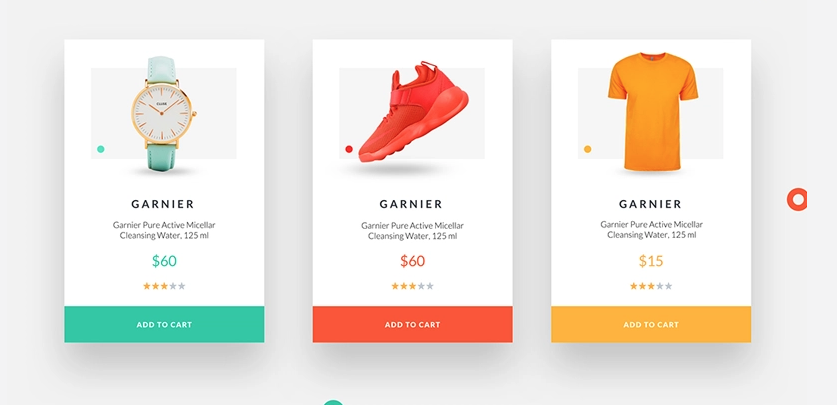 CLUSE
GARNIER
Garnier Pure Active Micellar
Cleansing Water, 125 ml
$60
ADD TO CART
GARNIER
Garnier Pure Active Micellar
Cleansing Water, 125 ml
$60
ADD TO CART
GARNIER
Garnier Pure Active Micellar
Cleansing Water, 125 ml
$15
ADD TO CART